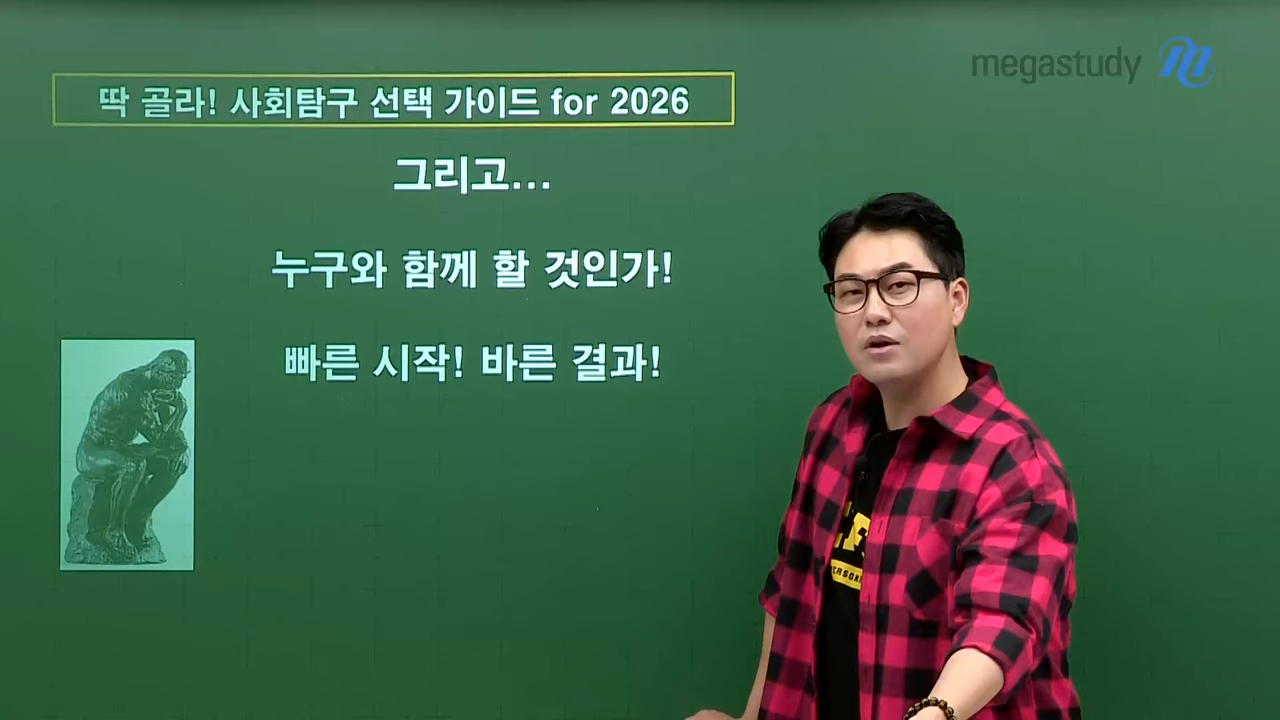 megastudy
딱 골라! 사회탐구 선택 가이드 for 2026
그리고...
누구와 함께 할 것인가!
빠른 시작! 바른 결과!